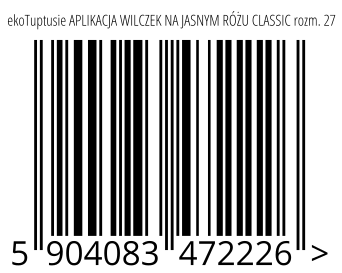 ekoTuptusie APLIKACJA WILCZEK NA JASNYM RÓŻU CLASSIC rozm. 27
5 904083 472226 >